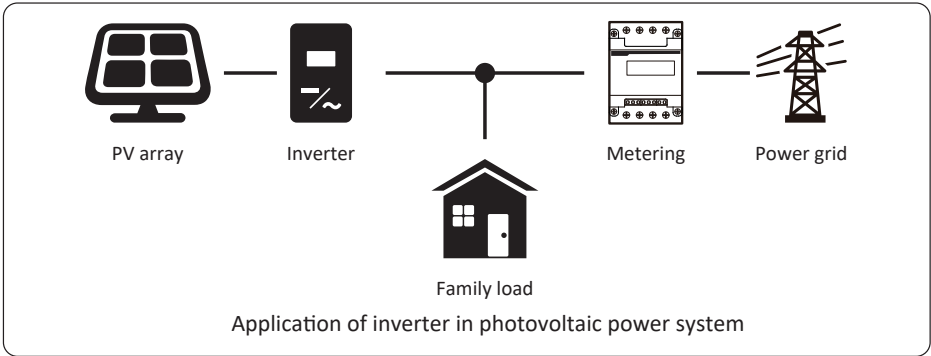 PV array
Inverter
Metering
Power grid
Family load
Application of inverter in photovoltaic power system